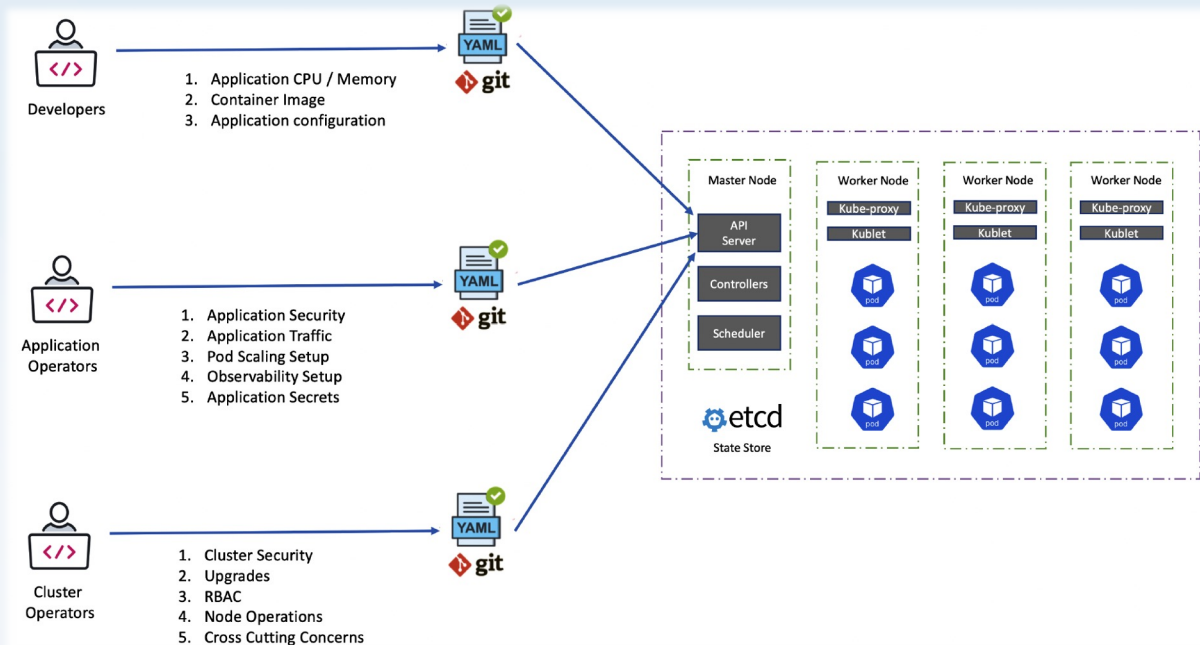 </>
Developers
1. Application CPU / Memory
2. Container Image
3. Application configuration
YAML
git
</>
Application
Operators
1. Application Security
2. Application Traffic
3. Pod Scaling Setup
4. Observability Setup
5. Application Secrets
YAML
git
</>
Cluster
Operators
1. Cluster Security
2. Upgrades
3. RBAC
4. Node Operations
5. Cross Cutting Concerns
YAML
git
Master Node
API
Server
Controllers
Scheduler
etcd
State Store
Worker Node
Kube-proxy
Kublet
pod
pod
pod
Worker Node
Kube-proxy
Kublet
pod
pod
pod
Worker Node
Kube-proxy
Kublet
pod
pod
pod